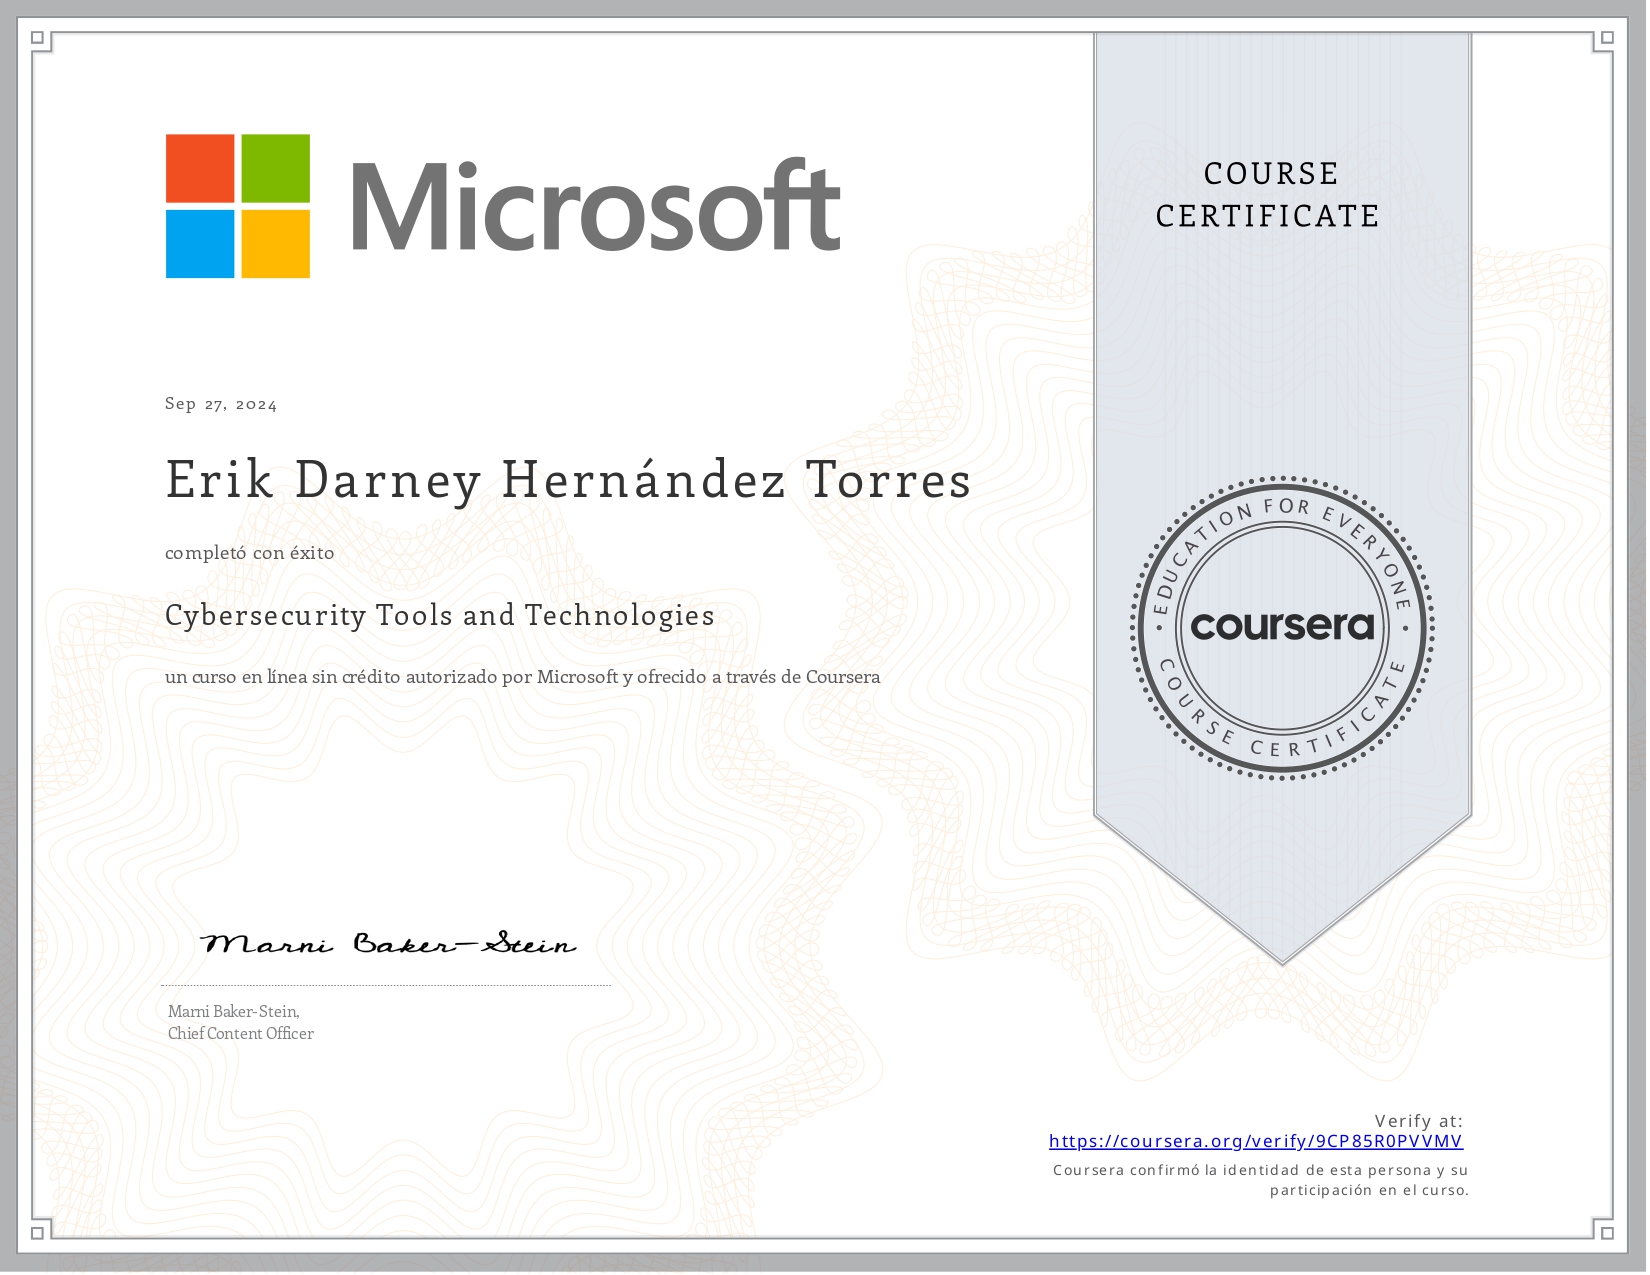 Microsoft
COURSE
CERTIFICATE
Sep 27, 2024
Erik Darney Hernández Torres
completó con éxito
Cybersecurity Tools and Technologies
un curso en línea sin crédito autorizado por Microsoft y ofrecido a través de Coursera
EDUCATION FOR EVERYONE
coursera
COURSE CERTIFICATE
Marni Baker-Stein
Marni Baker-Stein,
Chief Content Officer
Verify at:
https://coursera.org/verify/9CP85R0PVVMV
Coursera confirmó la identidad de esta persona y su
participación en el curso.